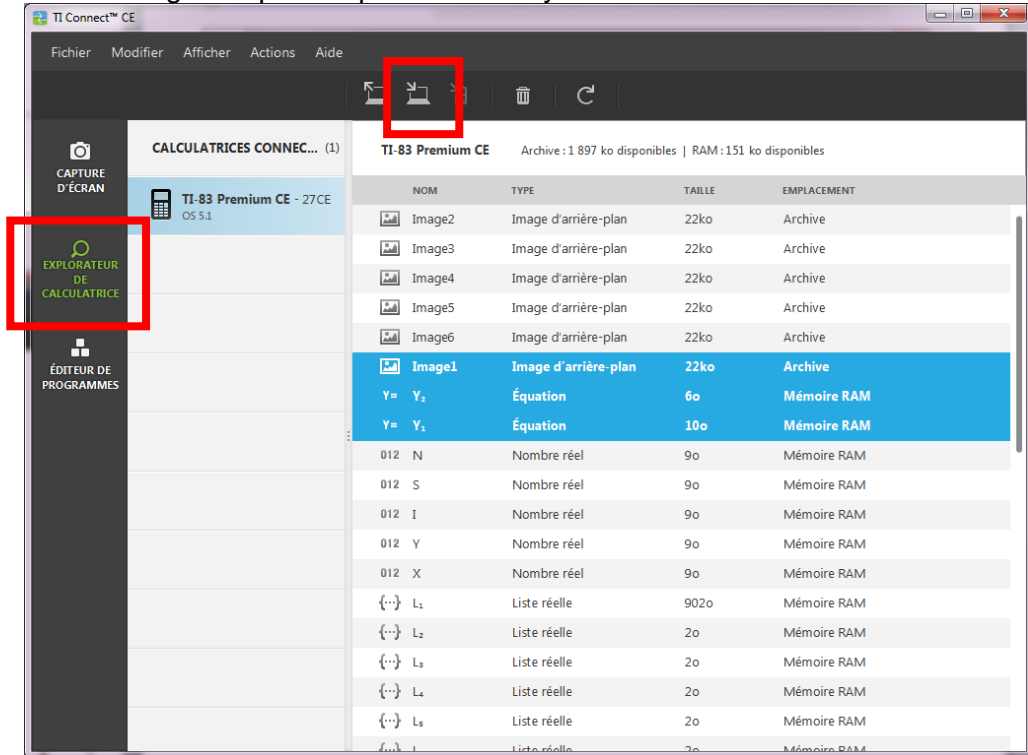 TI Connect™ CE
Fichier Modifier Afficher Actions Aide
CAPTURE
D'ÉCRAN
EXPLORATEUR
DE
CALCULATRICE
ÉDITEUR DE
PROGRAMMES
CALCULATRICES CONNEC... (1)
TI-83 Premium CE - 27CE
OS 5.1
TI-83 Premium CE Archive : 1 897 ko disponibles | RAM : 151 ko disponibles
NOM TYPE TAILLE EMPLACEMENT
Image2 Image d'arrière-plan 22ko Archive
Image3 Image d'arrière-plan 22ko Archive
Image4 Image d'arrière-plan 22ko Archive
Image5 Image d'arrière-plan 22ko Archive
Image6 Image d'arrière-plan 22ko Archive
Image1 Image d'arrière-plan 22ko Archive
Y= Y₂ Équation 6o Mémoire RAM
Y= Y₁ Équation 10o Mémoire RAM
012 N Nombre réel 9o Mémoire RAM
012 S Nombre réel 9o Mémoire RAM
012 I Nombre réel 9o Mémoire RAM
012 Y Nombre réel 9o Mémoire RAM
012 X Nombre réel 9o Mémoire RAM
{···} L₁ Liste réelle 902o Mémoire RAM
{···} L₂ Liste réelle 2o Mémoire RAM
{···} L₃ Liste réelle 2o Mémoire RAM
{···} L₄ Liste réelle 2o Mémoire RAM
{···} L₅ Liste réelle 2o Mémoire RAM
{···} L Liste réelle 2o Mémoire RAM